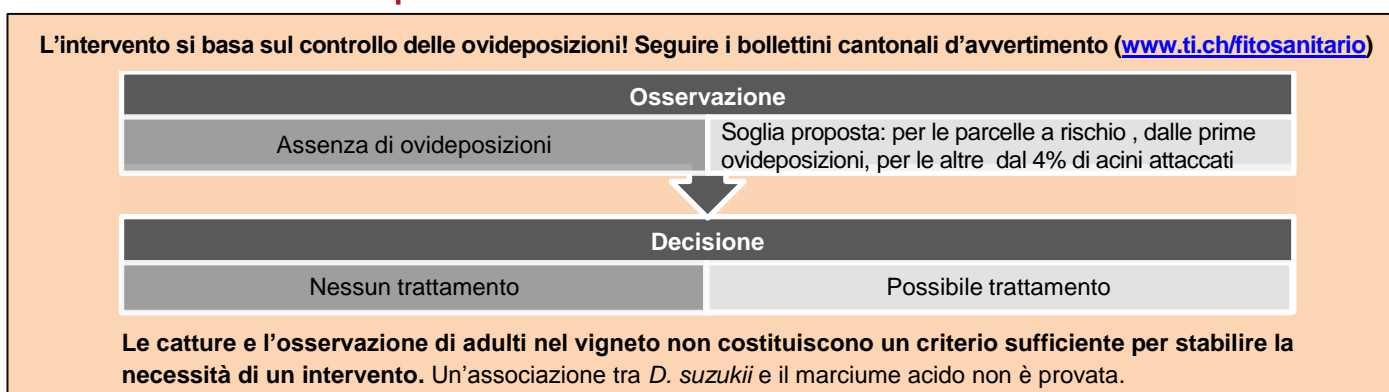 L'intervento si basa sul controllo delle ovideposizioni! Seguire i bollettini cantonali d'avvertimento (www.ti.ch/fitosanitario)
Osservazione
Assenza di ovideposizioni
Soglia proposta: per le parcelle a rischio , dalle prime
ovideposizioni, per le altre dal 4% di acini attaccati
Decisione
Nessun trattamento
Possibile trattamento
Le catture e l'osservazione di adulti nel vigneto non costituiscono un criterio sufficiente per stabilire la
necessità di un intervento. Un'associazione tra D. suzukii e il marciume acido non è provata.